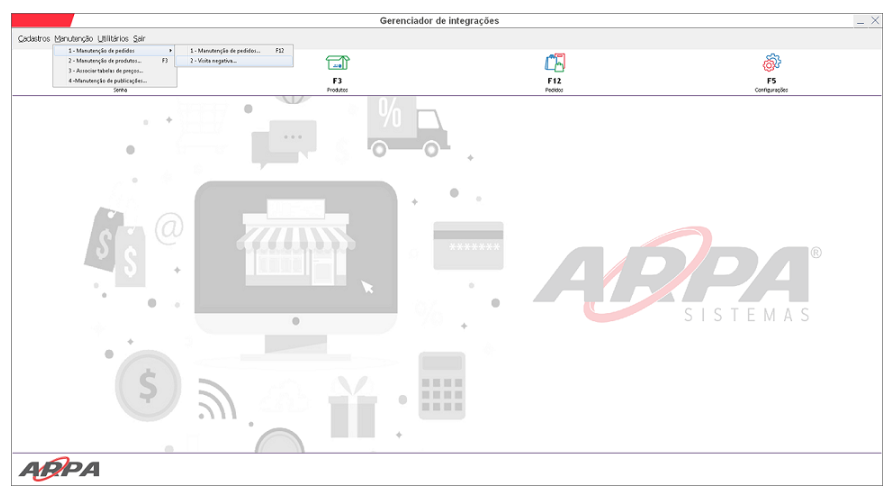 Gerenciador de integrações
Cadastros Manutenção Utilitários Sair
1 - Manutenção de pedidos
2 - Manutenção de produtos... F3
3 - Associar tabelas de preços...
4 -Manutenção de publicações...
1 - Manutenção de pedidos... F12
2 - Visita negativa...
Senha
F3
Produtos
F12
Pedidos
F5
Configurações
%
$
$
@
*******
%
$
ARPA®
SISTEMAS
ARPA